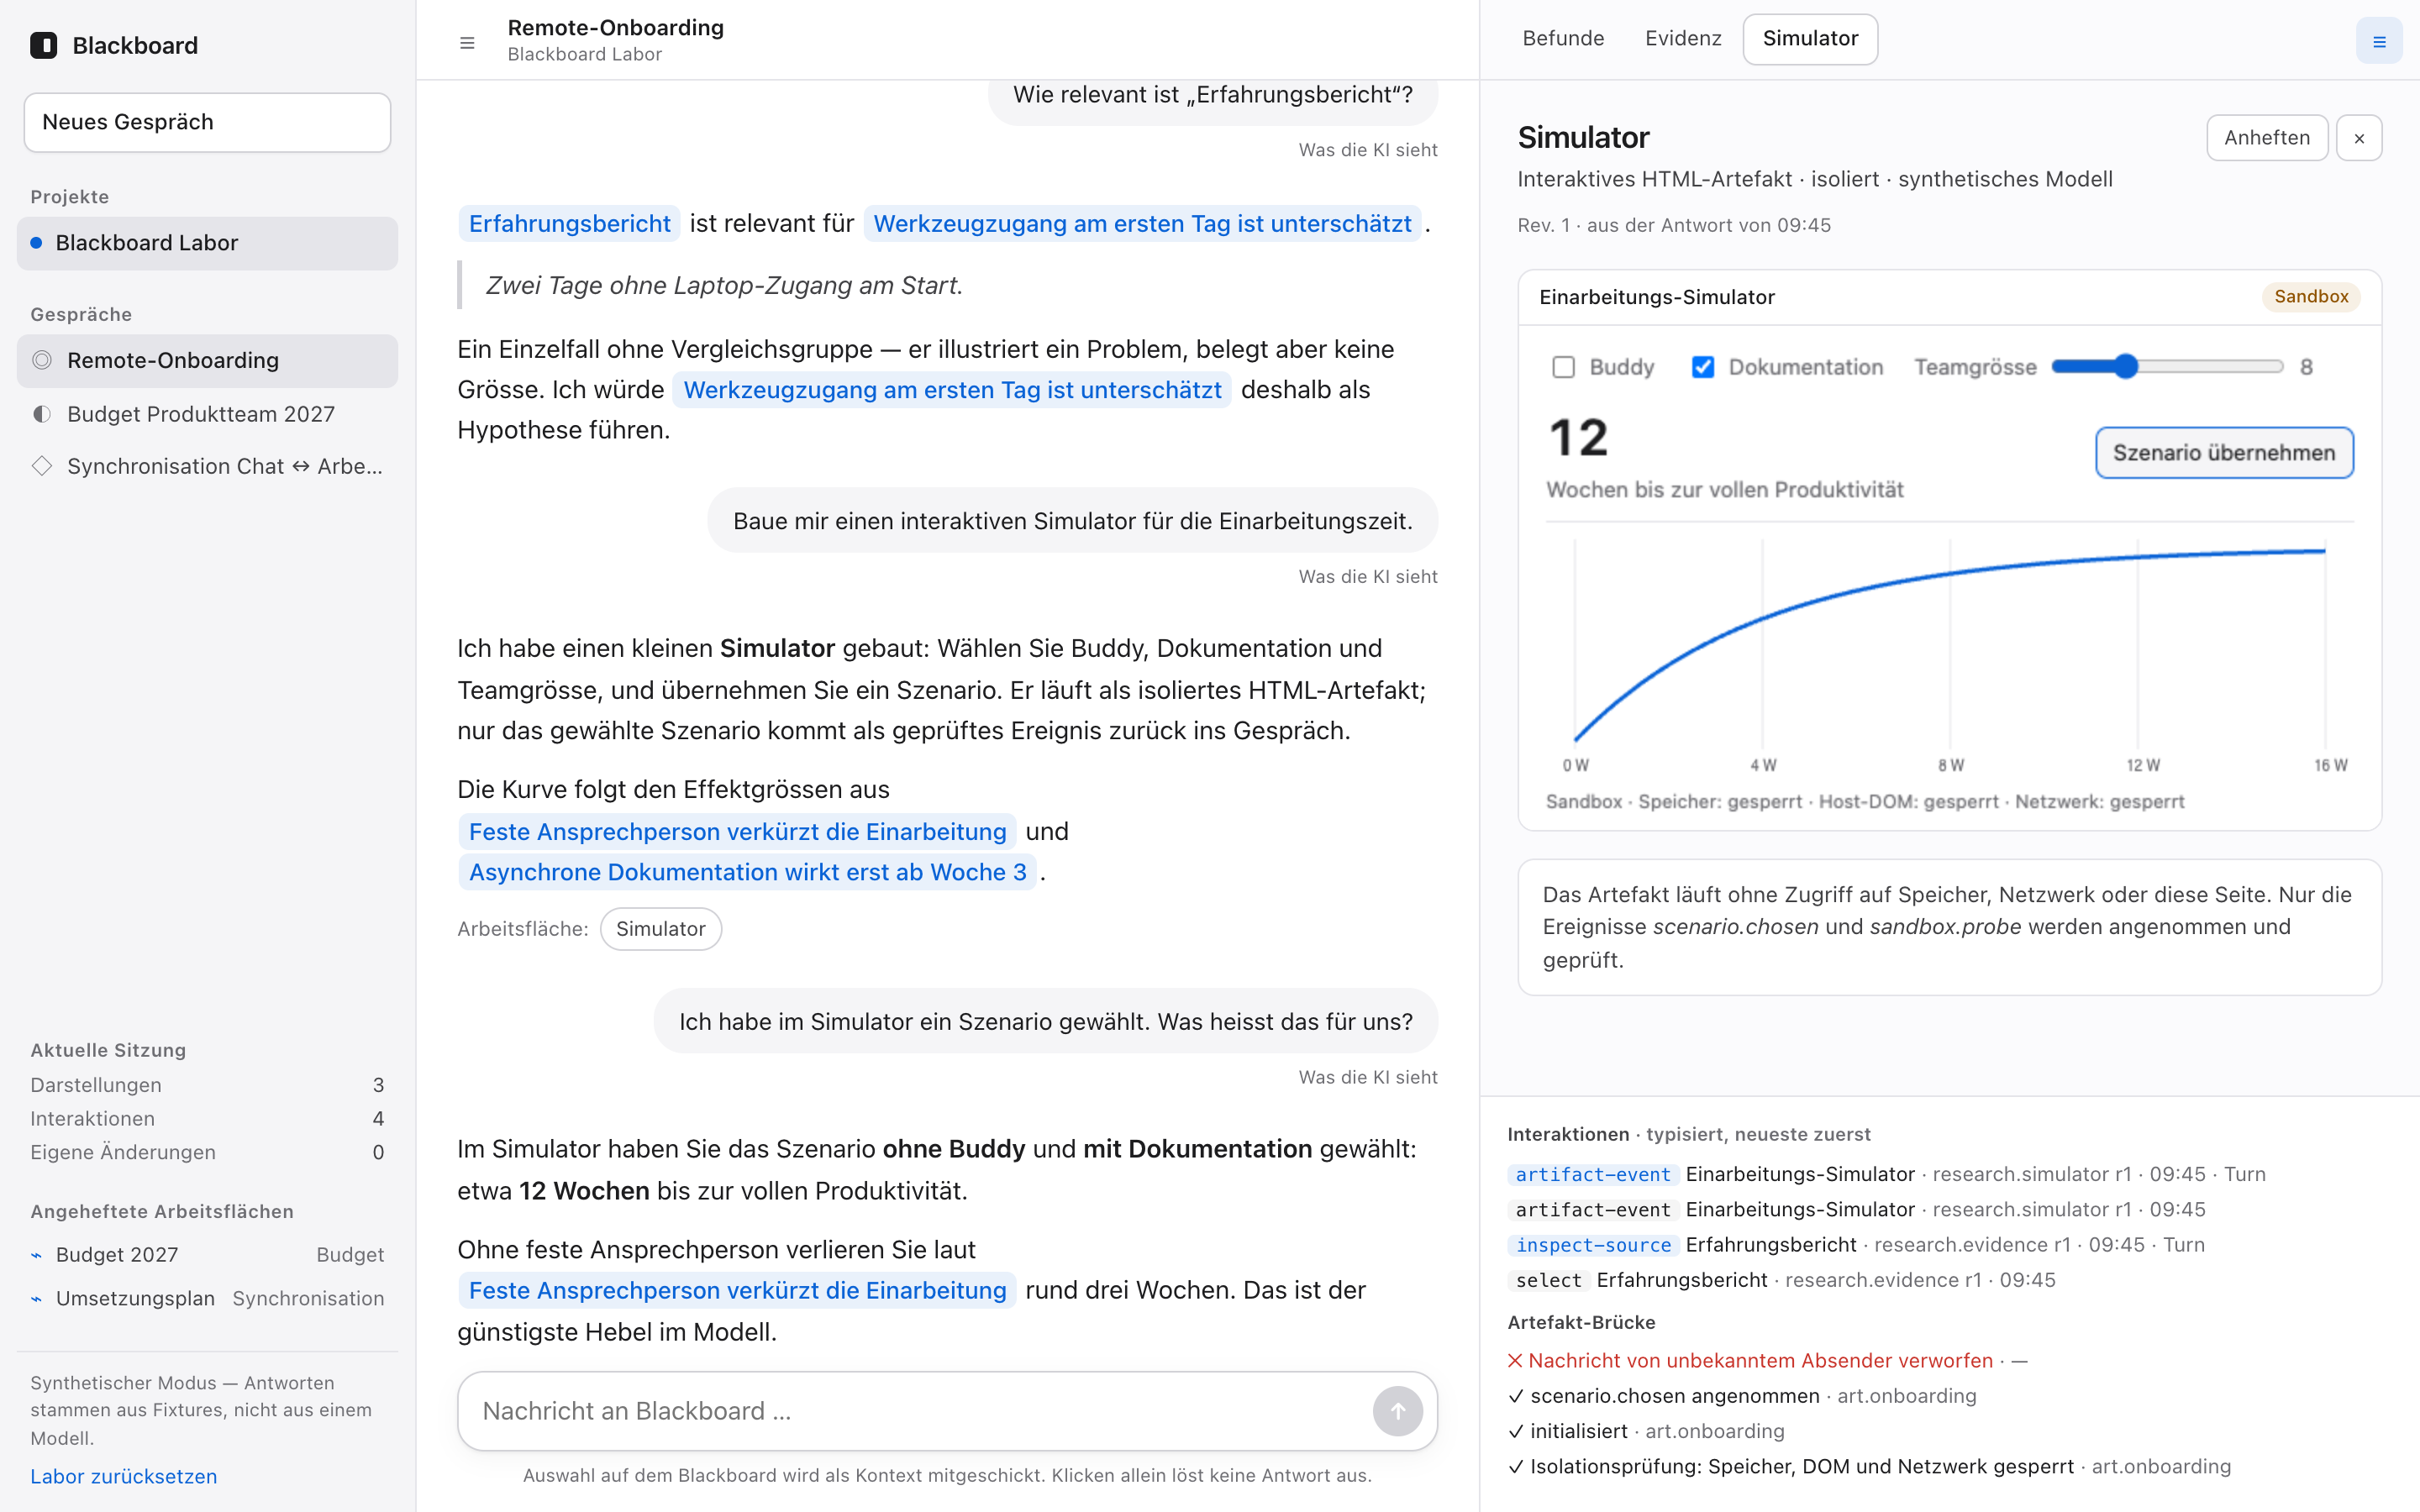 Blackboard
Neues Gespräch
Projekte
Blackboard Labor
Gespräche
Remote-Onboarding
Budget Produktteam 2027
Synchronisation Chat ↔ Arbe...
Aktuelle Sitzung
Darstellungen 3
Interaktionen 4
Eigene Änderungen 0
Angeheftete Arbeitsflächen
Budget 2027 Budget
Umsetzungsplan Synchronisation
Synthetischer Modus — Antworten
stammen aus Fixtures, nicht aus einem
Modell.
Labor zurücksetzen
Remote-Onboarding
Blackboard Labor
Wie relevant ist „Erfahrungsbericht“?
Was die KI sieht
Erfahrungsbericht ist relevant für Werkzeugzugang am ersten Tag ist unterschätzt .
Zwei Tage ohne Laptop-Zugang am Start.
Ein Einzelfall ohne Vergleichsgruppe — er illustriert ein Problem, belegt aber keine
Grösse. Ich würde Werkzeugzugang am ersten Tag ist unterschätzt deshalb als
Hypothese führen.
Baue mir einen interaktiven Simulator für die Einarbeitungszeit.
Was die KI sieht
Ich habe einen kleinen Simulator gebaut: Wählen Sie Buddy, Dokumentation und
Teamgrösse, und übernehmen Sie ein Szenario. Er läuft als isoliertes HTML-Artefakt;
nur das gewählte Szenario kommt als geprüftes Ereignis zurück ins Gespräch.
Die Kurve folgt den Effektgrössen aus
Feste Ansprechperson verkürzt die Einarbeitung und
Asynchrone Dokumentation wirkt erst ab Woche 3 .
Arbeitsfläche: Simulator
Ich habe im Simulator ein Szenario gewählt. Was heisst das für uns?
Was die KI sieht
Im Simulator haben Sie das Szenario ohne Buddy und mit Dokumentation gewählt:
etwa 12 Wochen bis zur vollen Produktivität.
Ohne feste Ansprechperson verlieren Sie laut
Feste Ansprechperson verkürzt die Einarbeitung rund drei Wochen. Das ist der
günstigste Hebel im Modell.
Nachricht an Blackboard ...
Auswahl auf dem Blackboard wird als Kontext mitgeschickt. Klicken allein löst keine Antwort aus.
Befunde Evidenz Simulator
Simulator
Anheften ×
Interaktives HTML-Artefakt · isoliert · synthetisches Modell
Rev. 1 · aus der Antwort von 09:45
Einarbeitungs-Simulator Sandbox
Buddy Dokumentation Teamgrösse 8
12
Szenario übernehmen
Wochen bis zur vollen Produktivität
0 W 4 W 8 W 12 W 16 W
Sandbox · Speicher: gesperrt · Host-DOM: gesperrt · Netzwerk: gesperrt
Das Artefakt läuft ohne Zugriff auf Speicher, Netzwerk oder diese Seite. Nur die
Ereignisse scenario.chosen und sandbox.probe werden angenommen und
geprüft.
Interaktionen · typisiert, neueste zuerst
artifact-event Einarbeitungs-Simulator · research.simulator r1 · 09:45 · Turn
artifact-event Einarbeitungs-Simulator · research.simulator r1 · 09:45
inspect-source Erfahrungsbericht · research.evidence r1 · 09:45 · Turn
select Erfahrungsbericht · research.evidence r1 · 09:45
Artefakt-Brücke
✕ Nachricht von unbekanntem Absender verworfen · —
✓ scenario.chosen angenommen · art.onboarding
✓ initialisiert · art.onboarding
✓ Isolationsprüfung: Speicher, DOM und Netzwerk gesperrt · art.onboarding